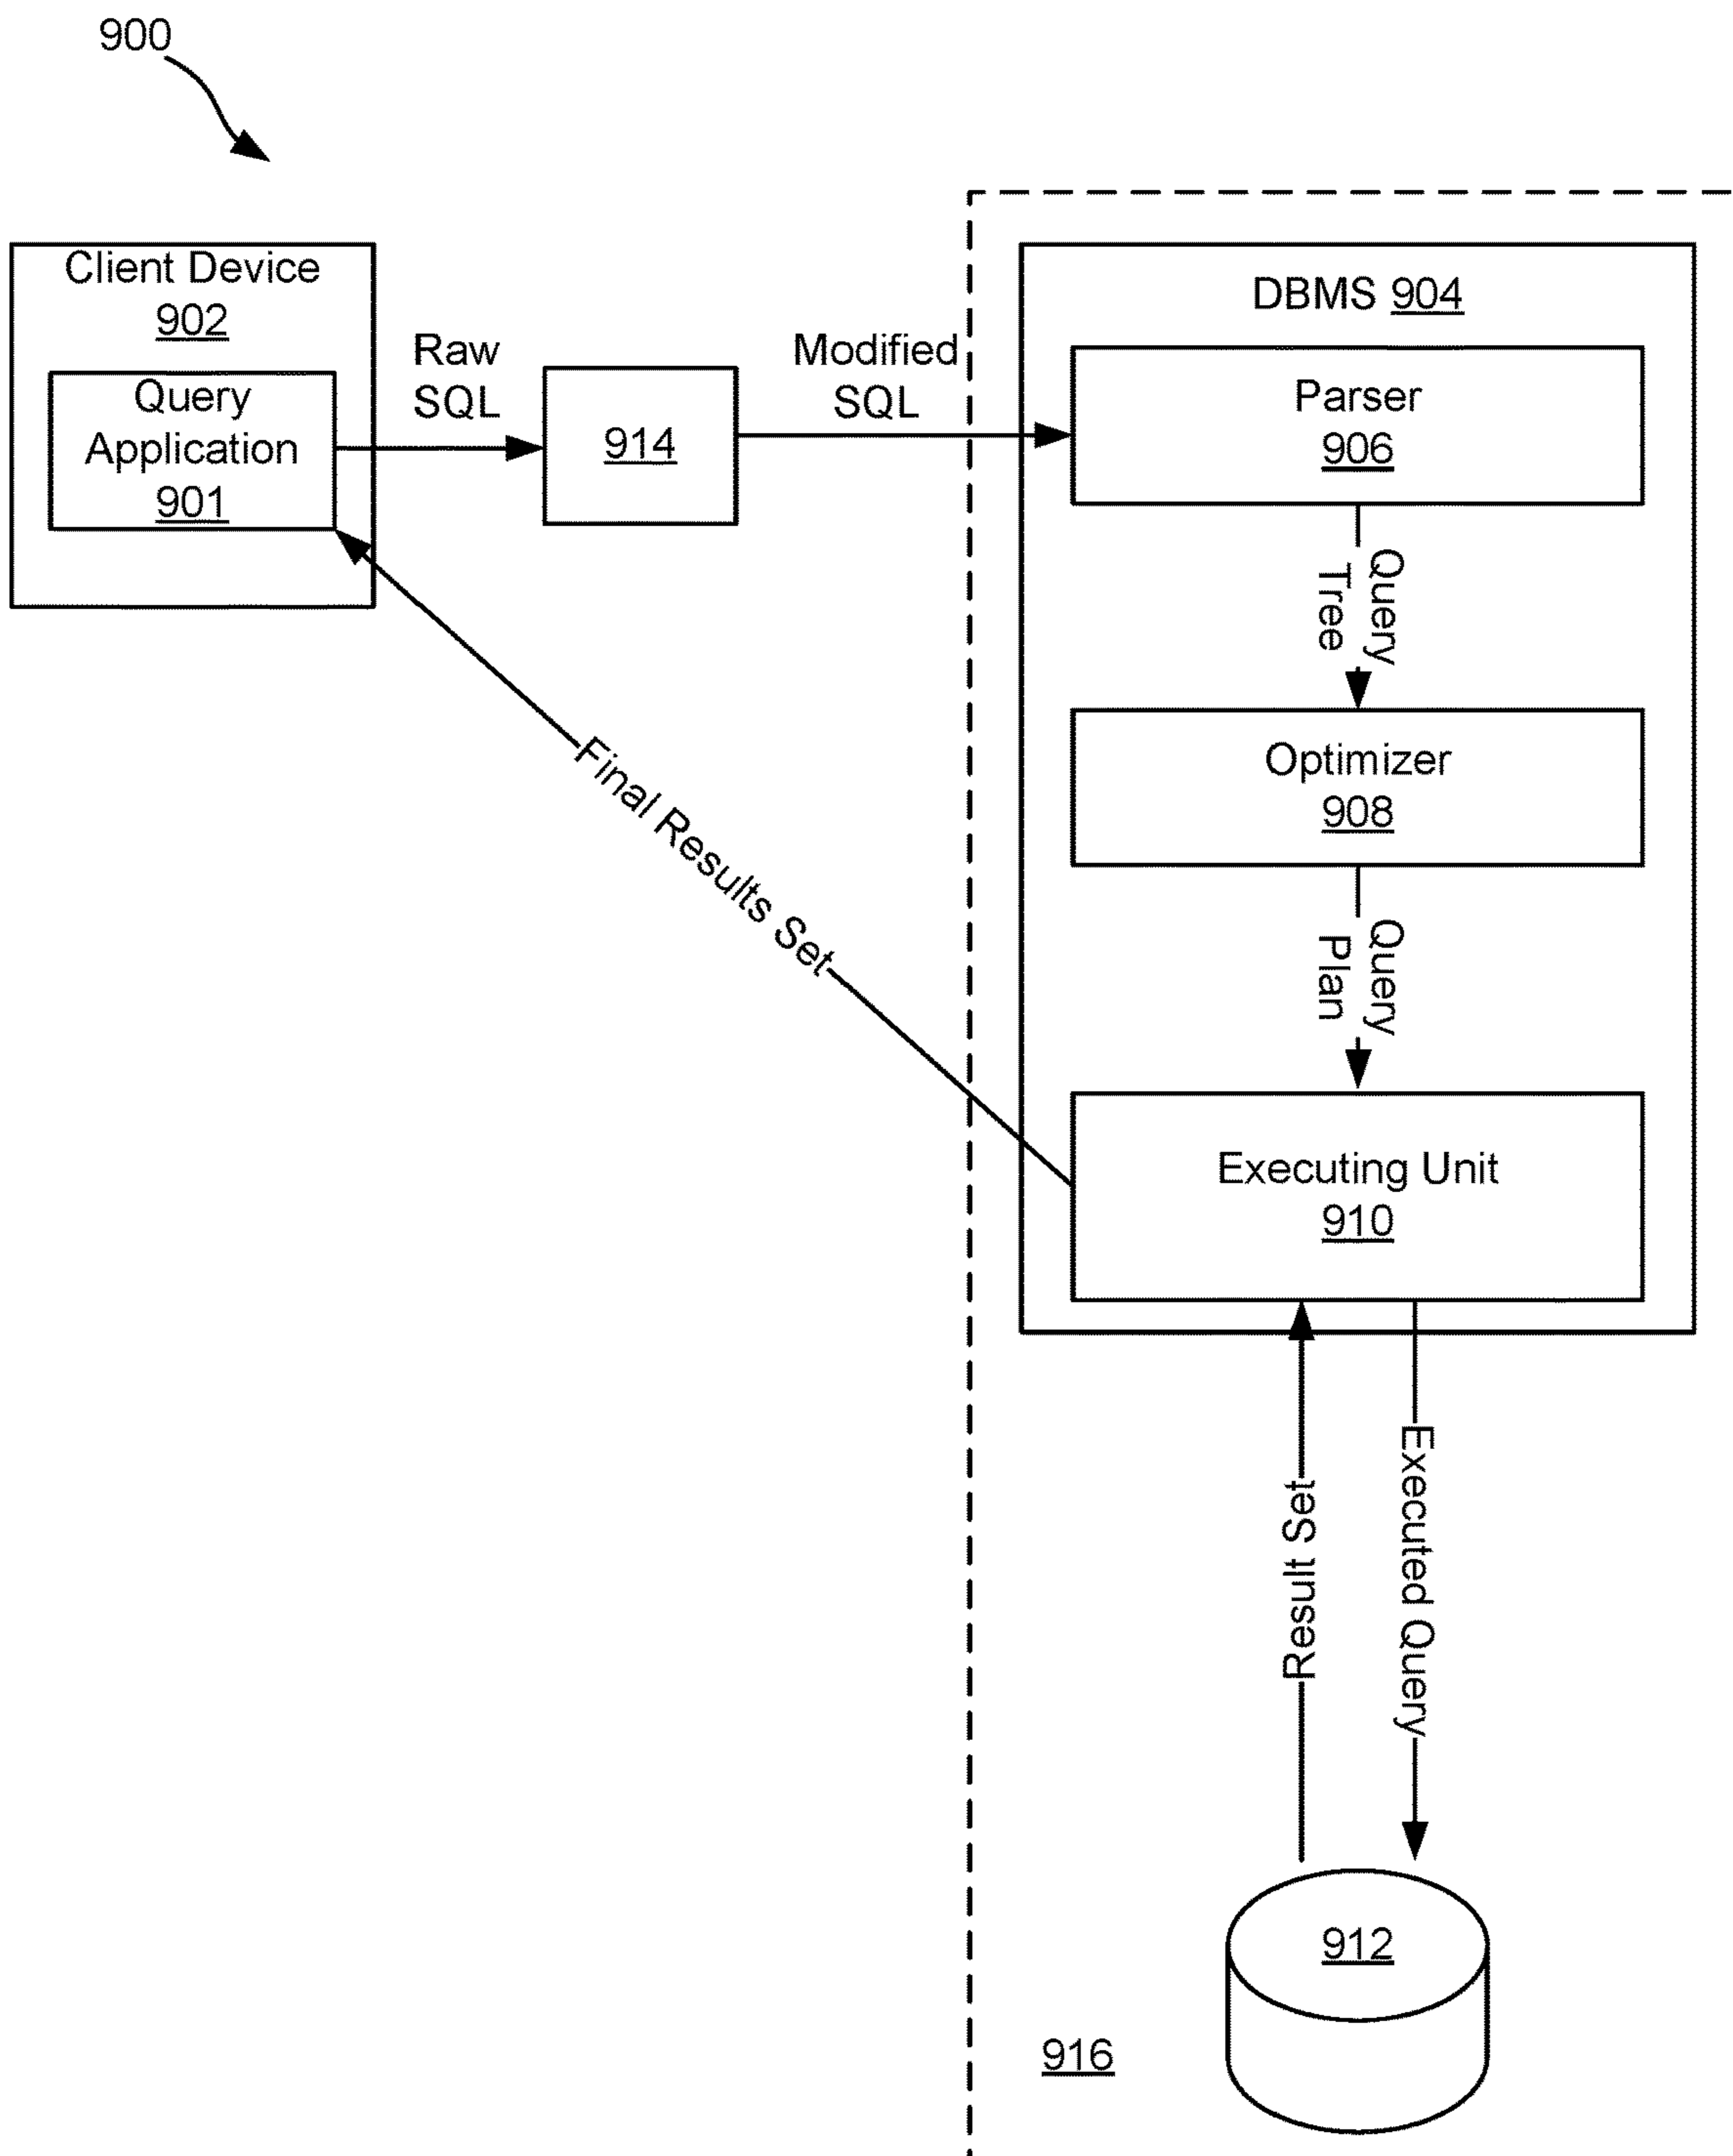 900
Client Device
902
Query
Application
901
Raw
SQL
914
Modified
SQL
DBMS 904
Parser
906
Query
Tree
Optimizer
908
Query
Plan
Executing Unit
910
Final Results Set
Result Set
Executed Query
912
916